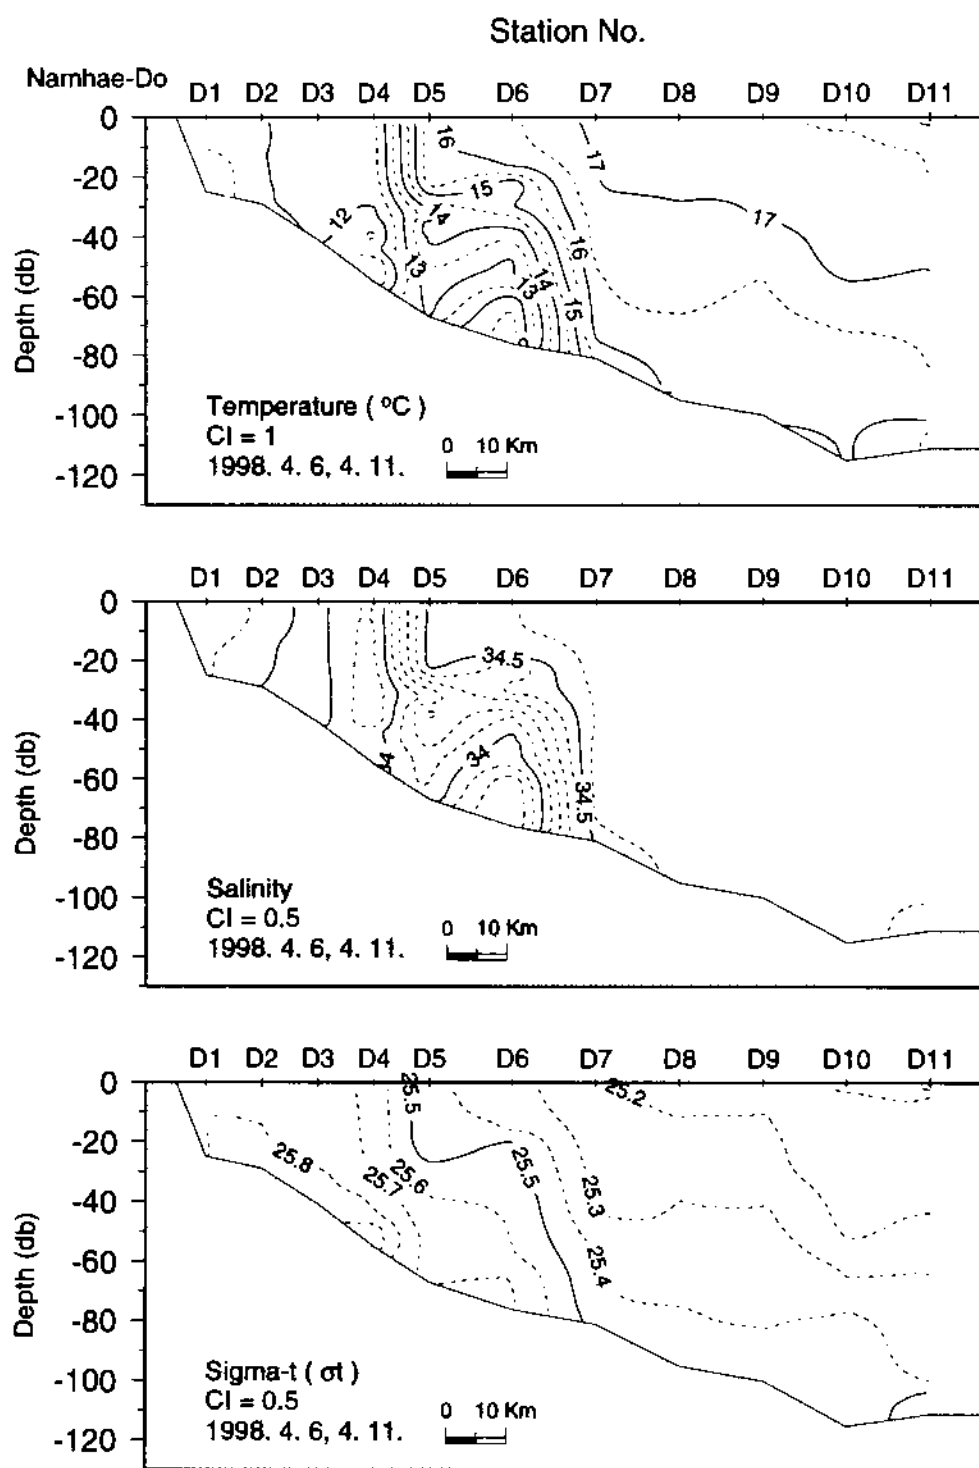 Station No.
Namhae-Do D1 D2 D3 D4 D5 D6 D7 D8 D9 D10 D11
0
-20
-40
-60
-80
-100
-120
Depth (db)
16
17
15
12
14
17
13
16
14
13
15
Temperature ( ºC )
CI = 1
1998. 4. 6, 4. 11.
0 10 Km
D1 D2 D3 D4 D5 D6 D7 D8 D9 D10 D11
0
-20
-40
-60
-80
-100
-120
Depth (db)
34.5
34
34
34.5
Salinity
CI = 0.5
1998. 4. 6, 4. 11.
0 10 Km
D1 D2 D3 D4 D5 D6 D7 D8 D9 D10 D11
0
-20
-40
-60
-80
-100
-120
Depth (db)
25.5
25.2
25.8
25.6
25.7
25.5
25.3
25.4
Sigma-t ( σt )
CI = 0.5
1998. 4. 6, 4. 11.
0 10 Km